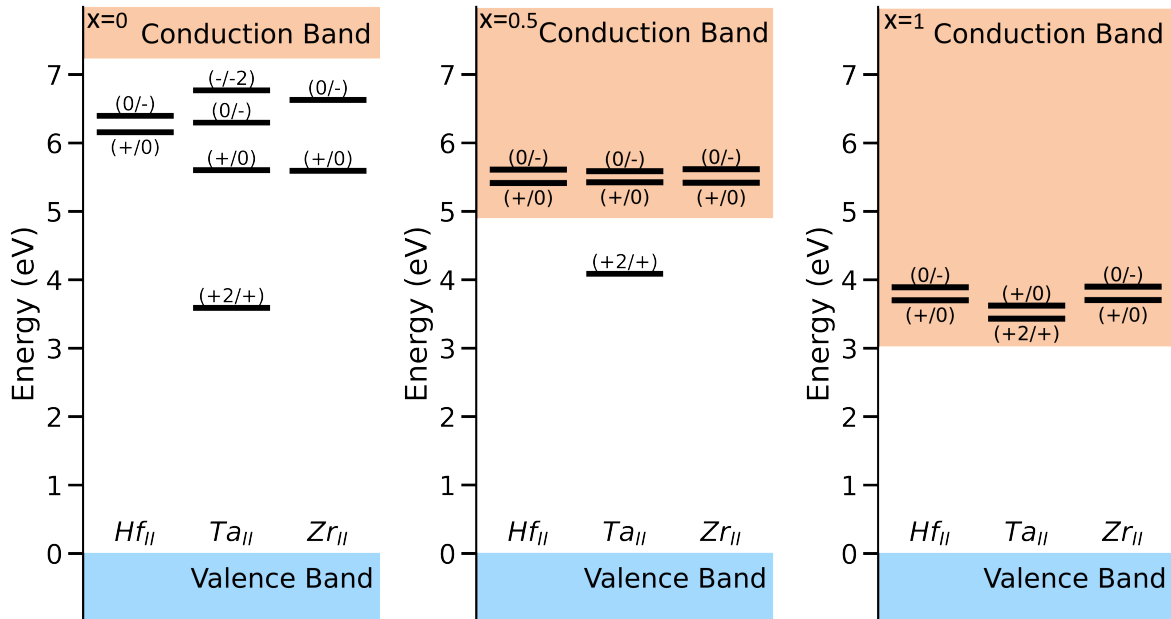 x=0
Conduction Band
Energy (eV)
7
6
5
4
3
2
1
0
(0/-)
(+/0)
(-/-2)
(0/-)
(+/0)
(+2/+)
(0/-)
(+/0)
Hf_II
Ta_II
Zr_II
Valence Band
x=0.5
Conduction Band
Energy (eV)
7
6
5
4
3
2
1
0
(0/-)
(+/0)
(0/-)
(+/0)
(+2/+)
(0/-)
(+/0)
Hf_II
Ta_II
Zr_II
Valence Band
x=1
Conduction Band
Energy (eV)
7
6
5
4
3
2
1
0
(0/-)
(+/0)
(+/0)
(+2/+)
(0/-)
(+/0)
Hf_II
Ta_II
Zr_II
Valence Band